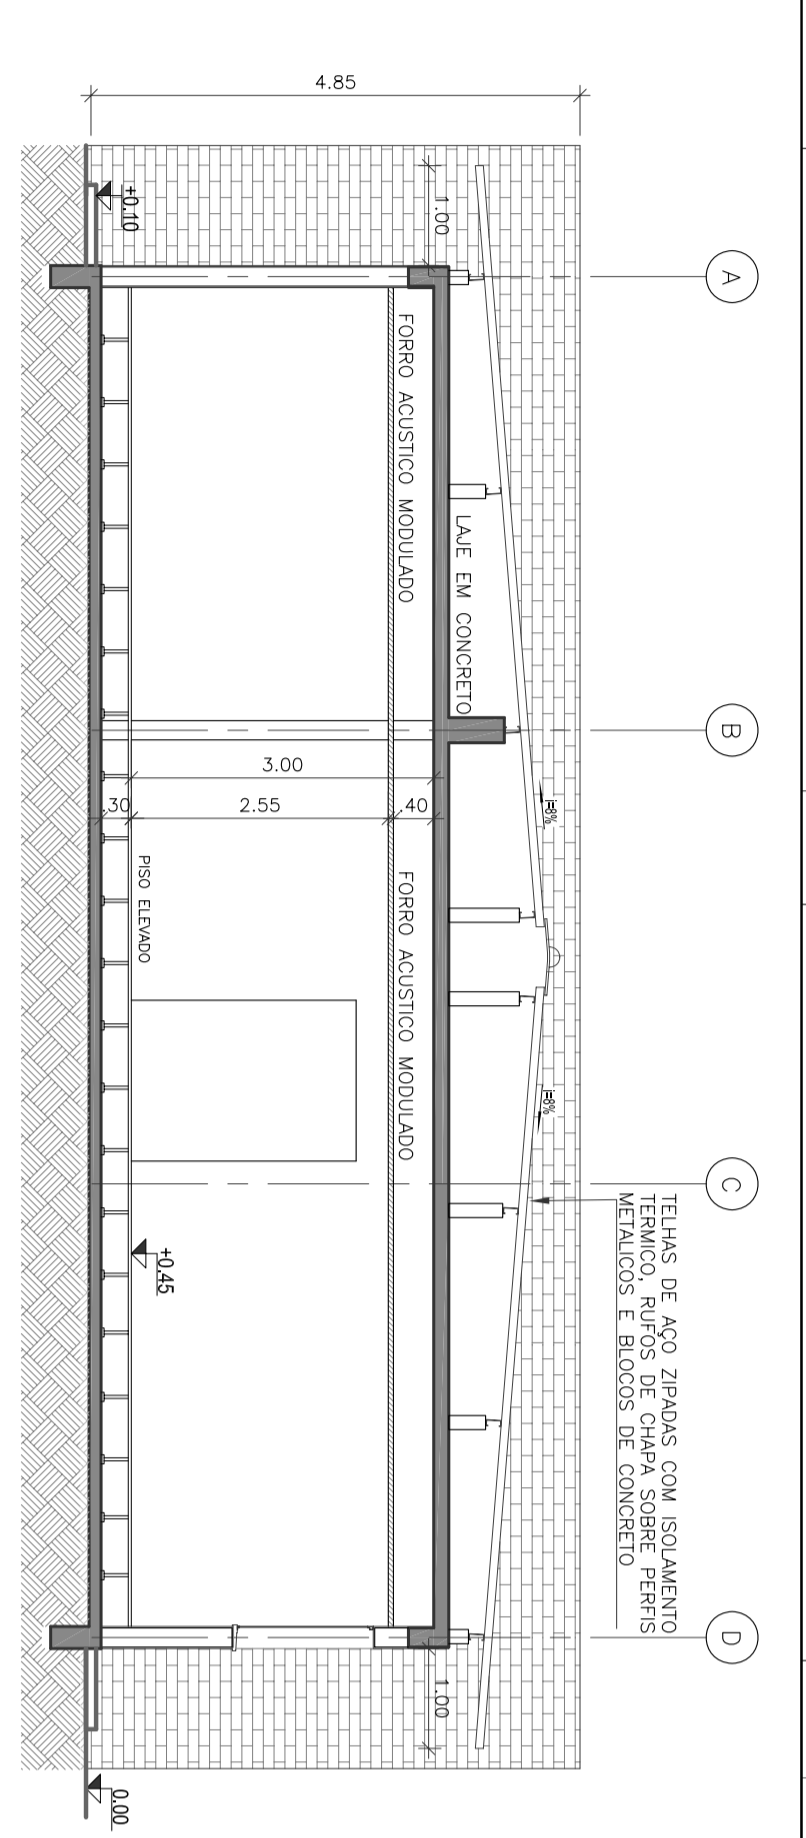 4.85
A
B
C
D
1.00
1.00
+0.10
FORRO ACUSTICO MODULADO
LAJE EM CONCRETO
i=8%
3.00
.30
2.55
.40
PISO ELEVADO
FORRO ACUSTICO MODULADO
i=8%
+0.45
TELHAS DE AÇO ZIPADAS COM ISOLAMENTO
TERMICO, RUFOS DE CHAPA SOBRE PERFIS
METALICOS E BLOCOS DE CONCRETO
0.00